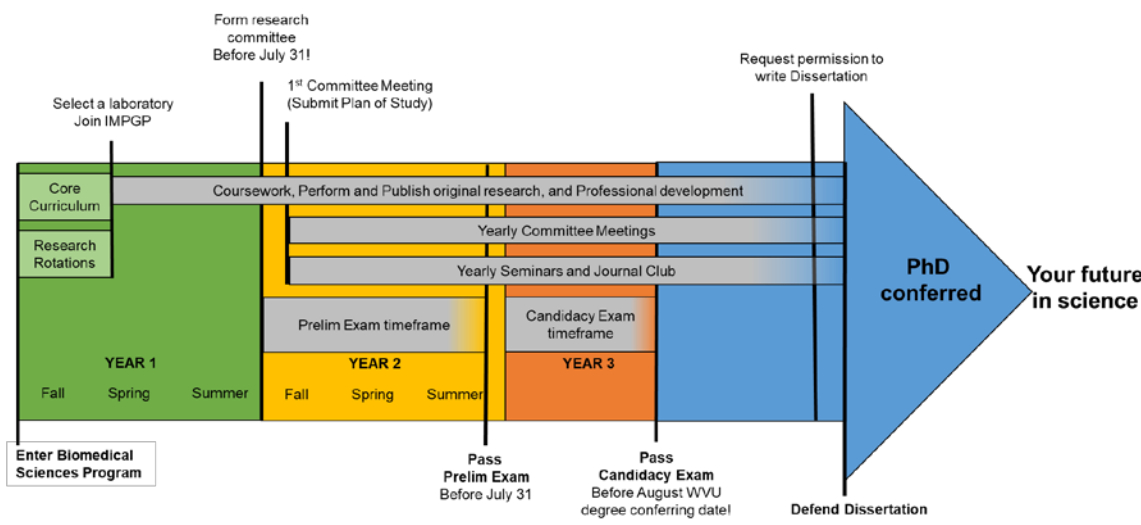 Form research
committee
Before July 31!
Request permission to
write Dissertation
1st Committee Meeting
(Submit Plan of Study)
Select a laboratory
Join IMPGP
Core
Curriculum
Coursework, Perform and Publish original research, and Professional development
Research
Rotations
Yearly Committee Meetings
Yearly Seminars and Journal Club
PhD
conferred
Your future
in science
Prelim Exam timeframe
Candidacy Exam
timeframe
YEAR 1
YEAR 2
YEAR 3
Fall
Spring
Summer
Fall
Spring
Summer
Enter Biomedical
Sciences Program
Pass
Prelim Exam
Before July 31
Pass
Candidacy Exam
Before August WVU
degree conferring date!
Defend Dissertation